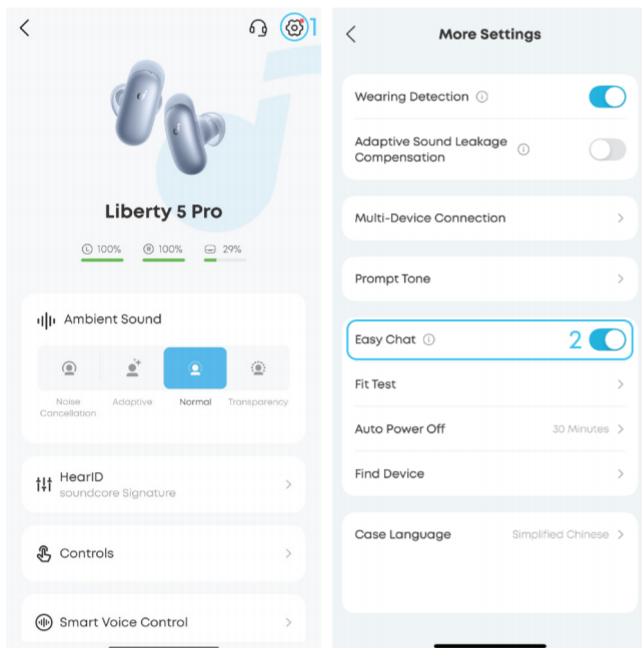 1
Liberty 5 Pro
L 100%
R 100%
29%
Ambient Sound
Noise
Cancellation
Adaptive
Normal
Transparency
HearID
soundcore Signature
Controls
Smart Voice Control
More Settings
Wearing Detection
Adaptive Sound Leakage
Compensation
Multi-Device Connection
Prompt Tone
Easy Chat
2
Fit Test
Auto Power Off
30 Minutes
Find Device
Case Language
Simplified Chinese